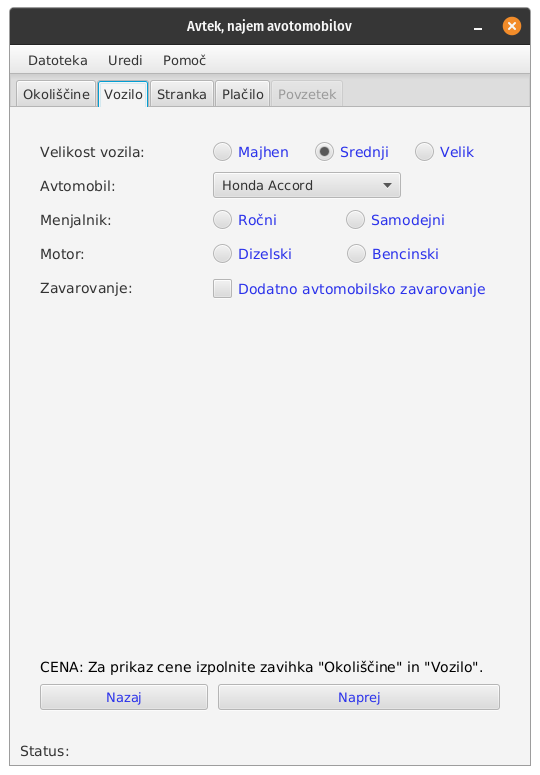 Avtek, najem avotomobilov
Datoteka Uredi Pomoč
Okoliščine Vozilo Stranka Plačilo Povzetek
Velikost vozila: Majhen Srednji Velik
Avtomobil: Honda Accord
Menjalnik: Ročni Samodejni
Motor: Dizelski Bencinski
Zavarovanje: Dodatno avtomobilsko zavarovanje
CENA: Za prikaz cene izpolnite zavihka "Okoliščine" in "Vozilo".
Nazaj Naprej
Status: